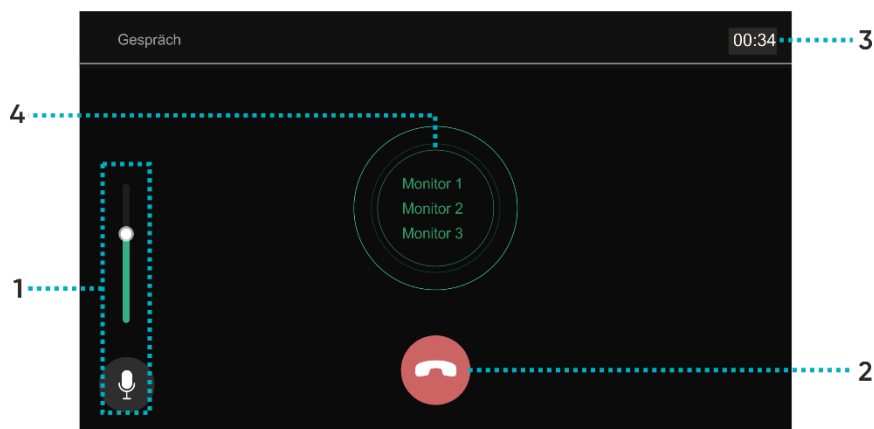 Gespräch
00:34
3
4
Monitor 1
Monitor 2
Monitor 3
1
2